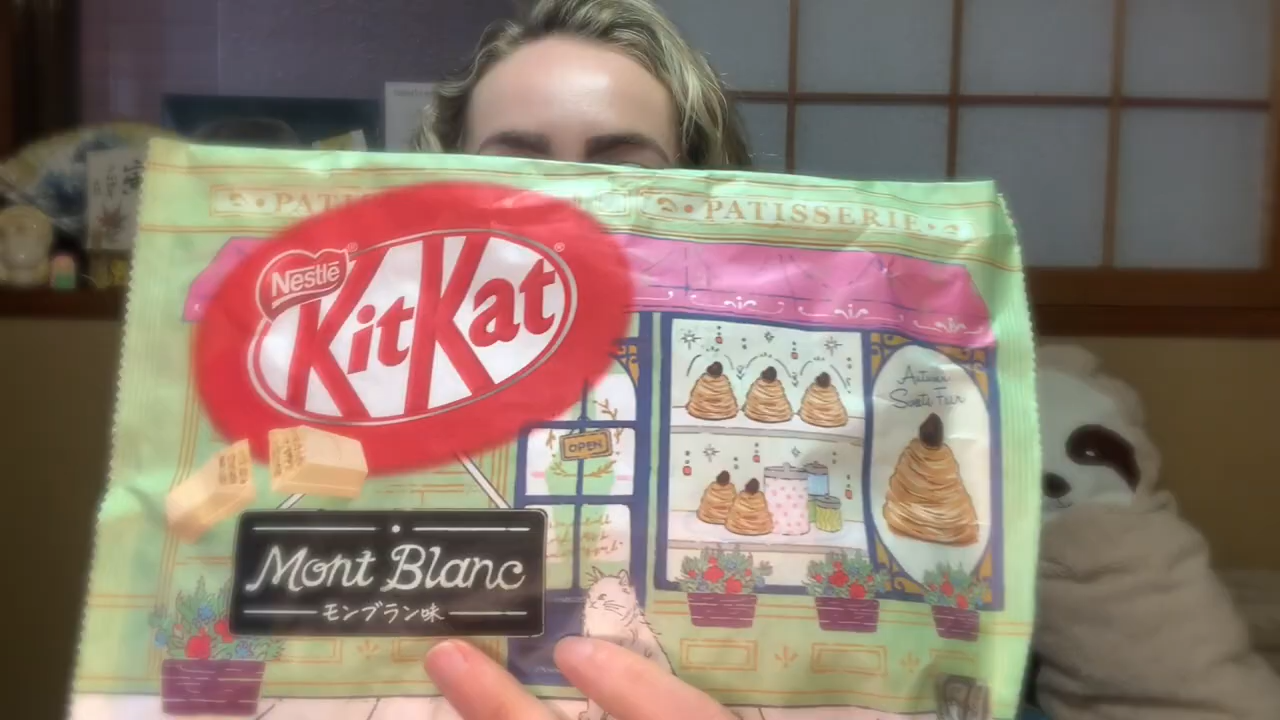 PATISSERIE
Nestlé
KitKat
OPEN
Autumn
Sweets Fair
Mont Blanc
モンブラン味